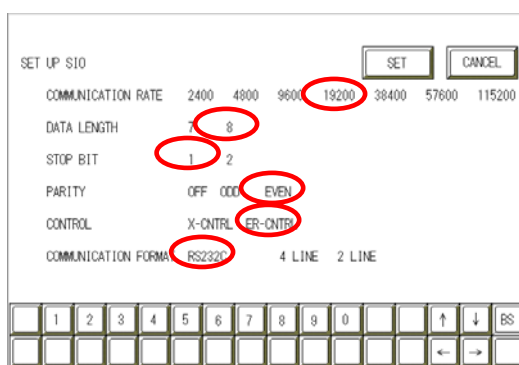 SET UP SIO SET CANCEL
COMMUNICATION RATE 2400 4800 9600 19200 38400 57600 115200
DATA LENGTH 7 8
STOP BIT 1 2
PARITY OFF ODD EVEN
CONTROL X-CNTRL ER-CNTRL
COMMUNICATION FORMAT RS232C 4 LINE 2 LINE
1 2 3 4 5 6 7 8 9 0 ↑ ↓ BS
← →